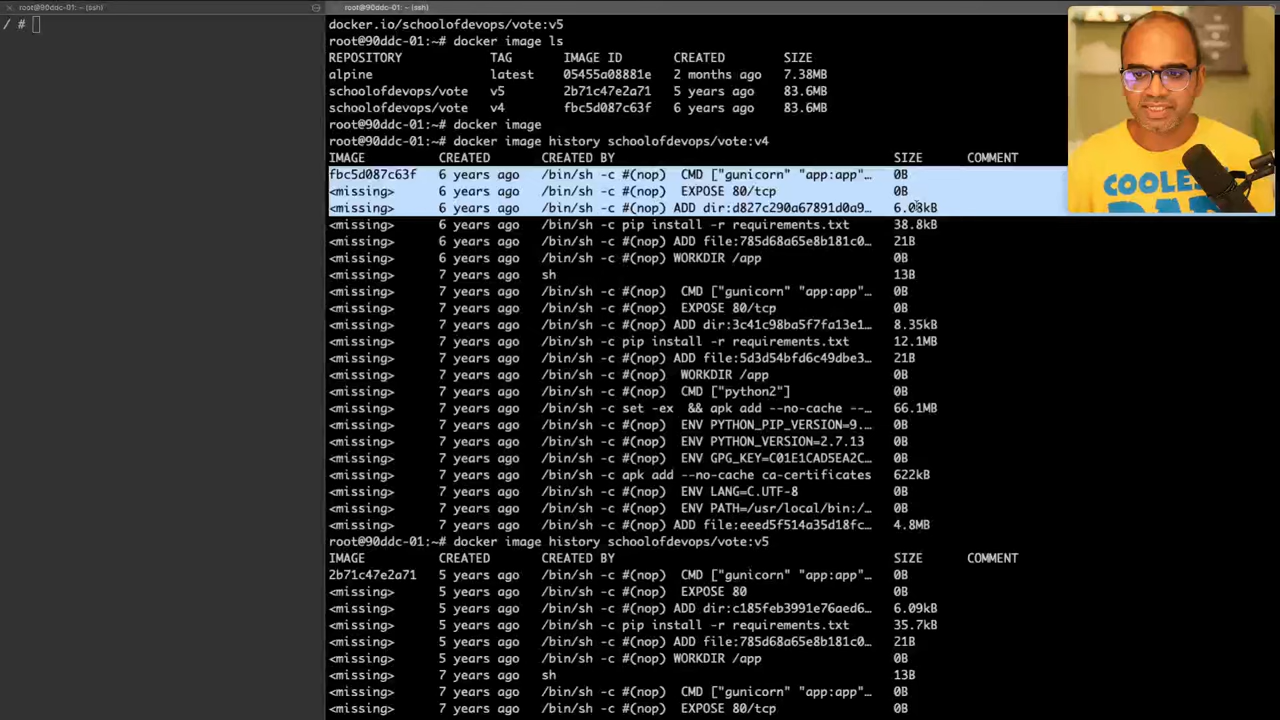 root@90ddc-01: ~ (ssh)
root@90ddc-01: ~ (ssh)
/ #
docker.io/schoolofdevops/vote:v5
root@90ddc-01:~# docker image ls
REPOSITORY TAG IMAGE ID CREATED SIZE
alpine latest 05455a08881e 2 months ago 7.38MB
schoolofdevops/vote v5 2b71c47e2a71 5 years ago 83.6MB
schoolofdevops/vote v4 fbc5d087c63f 6 years ago 83.6MB
root@90ddc-01:~# docker image
root@90ddc-01:~# docker image history schoolofdevops/vote:v4
IMAGE CREATED CREATED BY SIZE COMMENT
fbc5d087c63f 6 years ago /bin/sh -c #(nop) CMD ["gunicorn" "app:app"… 0B
<missing> 6 years ago /bin/sh -c #(nop) EXPOSE 80/tcp 0B
<missing> 6 years ago /bin/sh -c #(nop) ADD dir:d827c290a67891d0a9… 6.08kB
<missing> 6 years ago /bin/sh -c pip install -r requirements.txt 38.8kB
<missing> 6 years ago /bin/sh -c #(nop) ADD file:785d68a65e8b181c0… 21B
<missing> 6 years ago /bin/sh -c #(nop) WORKDIR /app 0B
<missing> 7 years ago sh 13B
<missing> 7 years ago /bin/sh -c #(nop) CMD ["gunicorn" "app:app"… 0B
<missing> 7 years ago /bin/sh -c #(nop) EXPOSE 80/tcp 0B
<missing> 7 years ago /bin/sh -c #(nop) ADD dir:3c41c98ba5f7fa13e1… 8.35kB
<missing> 7 years ago /bin/sh -c pip install -r requirements.txt 12.1MB
<missing> 7 years ago /bin/sh -c #(nop) ADD file:5d3d54bfd6c49dbe3… 21B
<missing> 7 years ago /bin/sh -c #(nop) WORKDIR /app 0B
<missing> 7 years ago /bin/sh -c #(nop) CMD ["python2"] 0B
<missing> 7 years ago /bin/sh -c set -ex && apk add --no-cache --… 66.1MB
<missing> 7 years ago /bin/sh -c #(nop) ENV PYTHON_PIP_VERSION=9.… 0B
<missing> 7 years ago /bin/sh -c #(nop) ENV PYTHON_VERSION=2.7.13 0B
<missing> 7 years ago /bin/sh -c #(nop) ENV GPG_KEY=C01E1CAD5EA2C… 0B
<missing> 7 years ago /bin/sh -c apk add --no-cache ca-certificates 622kB
<missing> 7 years ago /bin/sh -c #(nop) ENV LANG=C.UTF-8 0B
<missing> 7 years ago /bin/sh -c #(nop) ENV PATH=/usr/local/bin:/… 0B
<missing> 7 years ago /bin/sh -c #(nop) ADD file:eeed5f514a35d18fc… 4.8MB
root@90ddc-01:~# docker image history schoolofdevops/vote:v5
IMAGE CREATED CREATED BY SIZE COMMENT
2b71c47e2a71 5 years ago /bin/sh -c #(nop) CMD ["gunicorn" "app:app"… 0B
<missing> 5 years ago /bin/sh -c #(nop) EXPOSE 80 0B
<missing> 5 years ago /bin/sh -c #(nop) ADD dir:c185feb3991e76aed6… 6.09kB
<missing> 5 years ago /bin/sh -c pip install -r requirements.txt 35.7kB
<missing> 5 years ago /bin/sh -c #(nop) ADD file:785d68a65e8b181c0… 21B
<missing> 5 years ago /bin/sh -c #(nop) WORKDIR /app 0B
<missing> 7 years ago sh 13B
<missing> 7 years ago /bin/sh -c #(nop) CMD ["gunicorn" "app:app"… 0B
<missing> 7 years ago /bin/sh -c #(nop) EXPOSE 80/tcp 0B